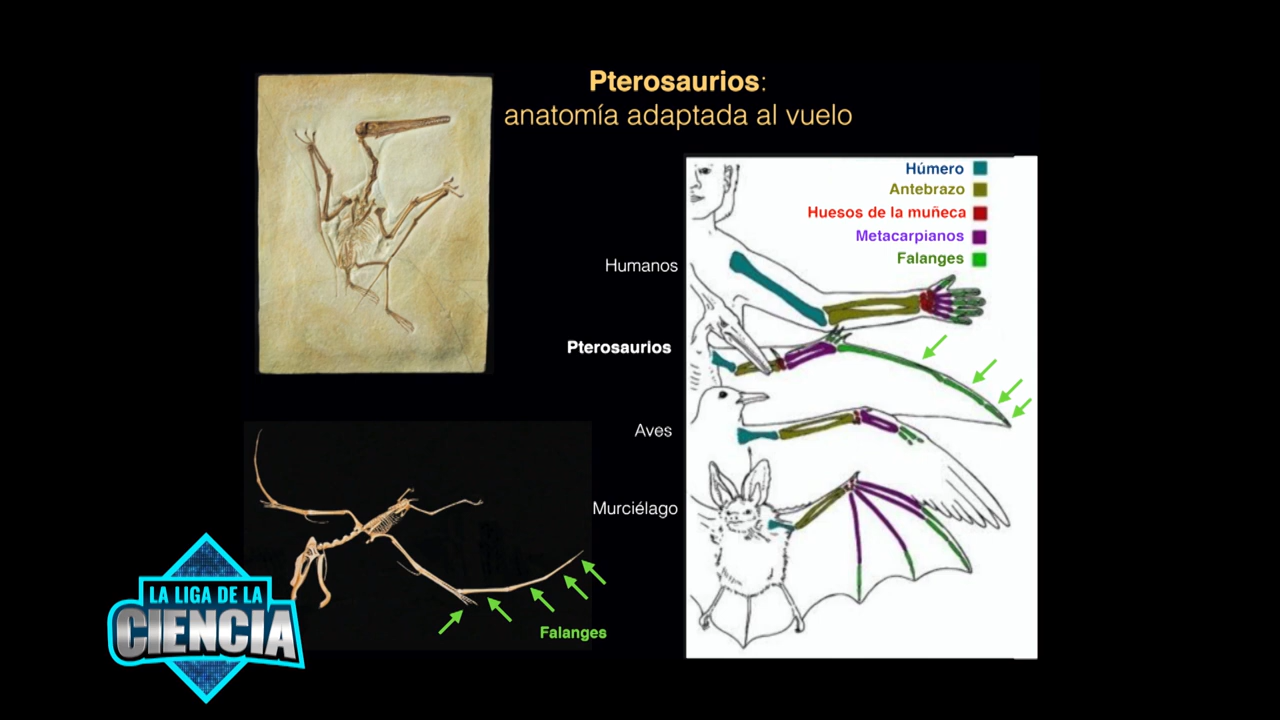 Pterosaurios:
anatomía adaptada al vuelo
Húmero
Antebrazo
Huesos de la muñeca
Metacarpianos
Falanges
Humanos
Pterosaurios
Aves
Murciélago
Falanges
LA LIGA DE LA
CIENCIA